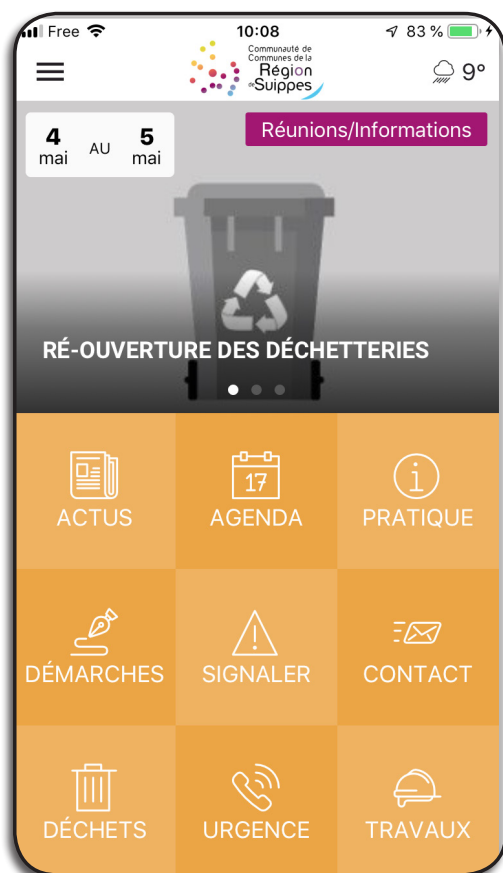 Free 10:08 83 %
Communauté de
Communes de la
Région
de Suippes
9°
4 mai AU 5 mai
Réunions/Informations
RÉ-OUVERTURE DES DÉCHETTERIES
17
ACTUS AGENDA PRATIQUE
DÉMARCHES SIGNALER CONTACT
DÉCHETS URGENCE TRAVAUX